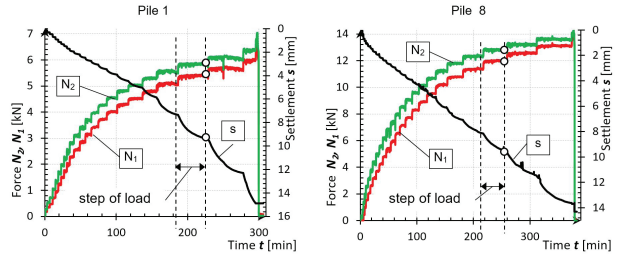 Pile 1
Force N₂, N₁ [kN]
7
6
5
4
3
2
1
0
0
2
4
6
8
10
12
14
16
Settlement s [mm]
N₂
N₁
s
step of load
0 100 200 300
Time t [min]
Pile 8
Force N₂, N₁ [kN]
14
12
10
8
6
4
2
0
0
2
4
6
8
10
12
14
Settlement s [mm]
N₂
N₁
s
step of load
0 100 200 300
Time t [min]